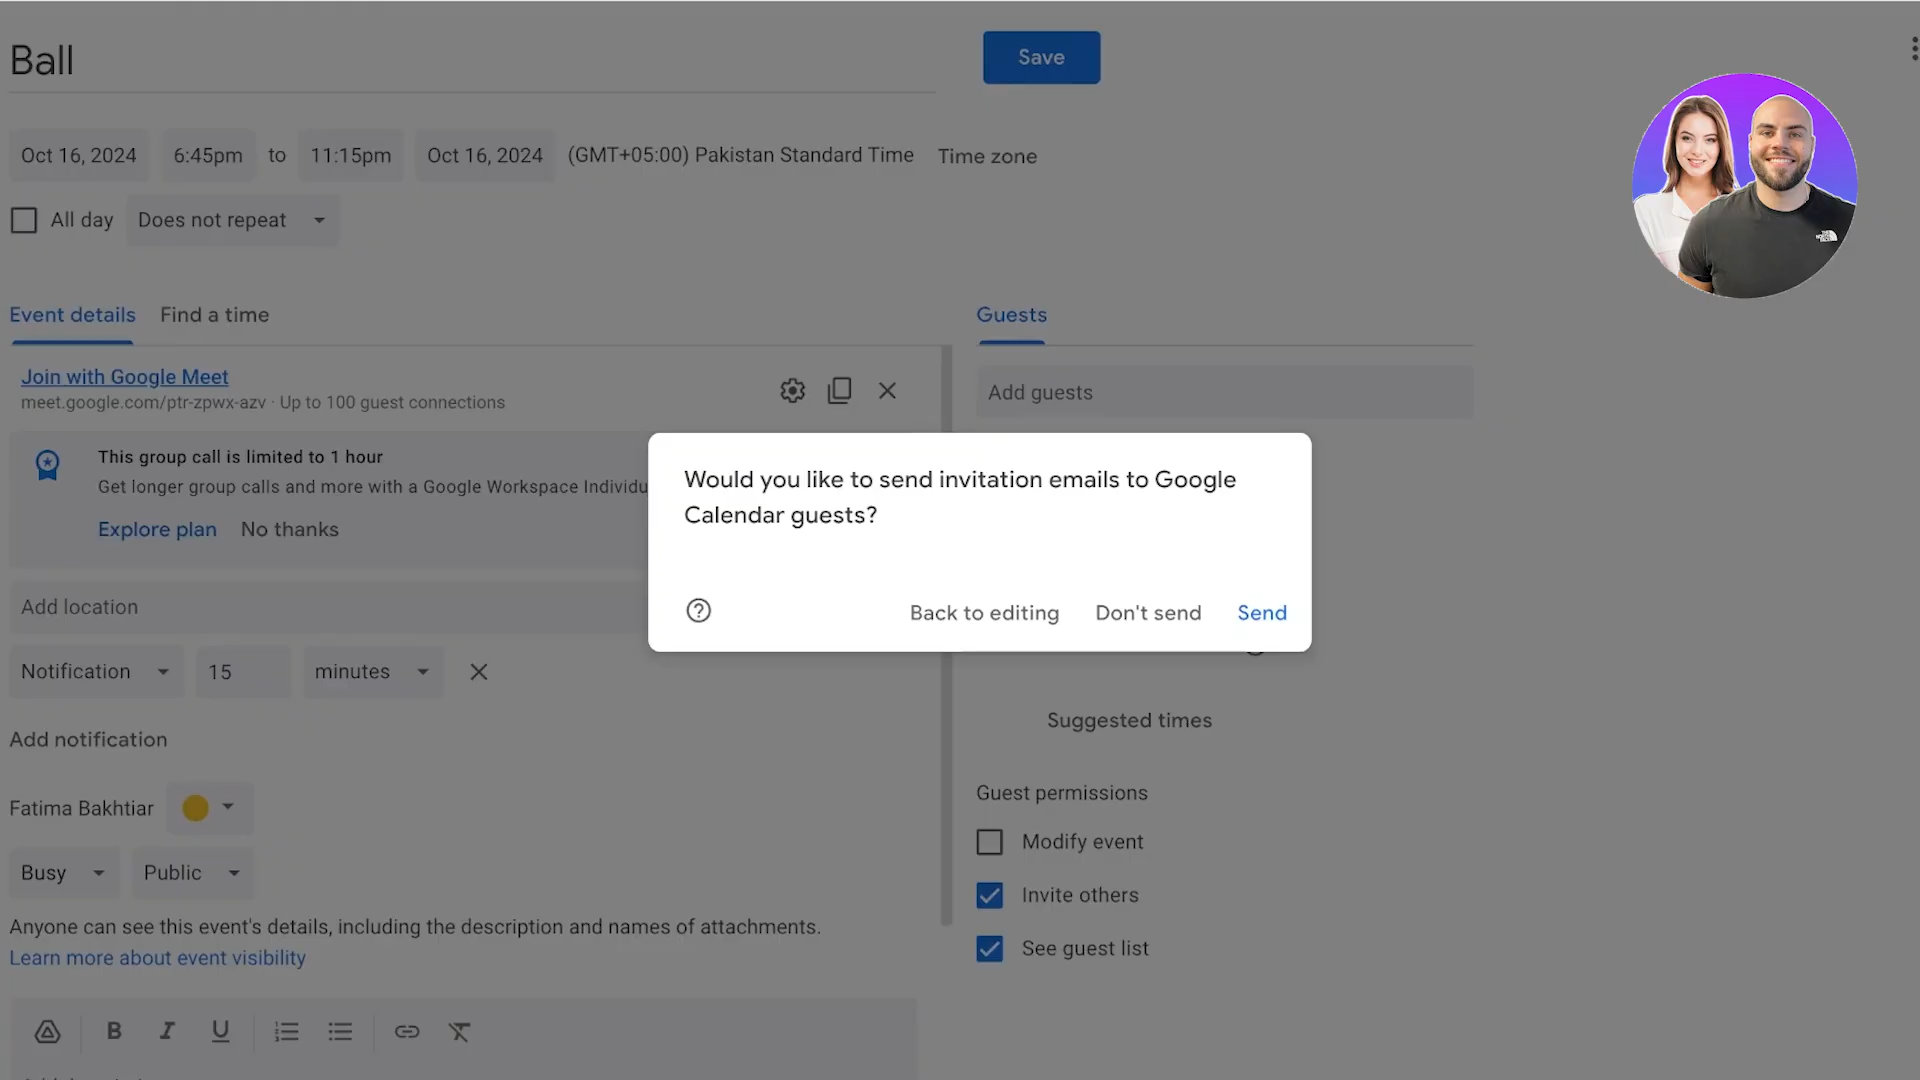 Ball
Save
Oct 16, 2024 6:45pm to 11:15pm Oct 16, 2024 (GMT+05:00) Pakistan Standard Time Time zone
All day Does not repeat
Event details Find a time
Guests
Join with Google Meet
meet.google.com/ptr-zpwx-azv · Up to 100 guest connections
Add guests
This group call is limited to 1 hour
Get longer group calls and more with a Google Workspace Individu
Explore plan No thanks
Would you like to send invitation emails to Google
Calendar guests?
Back to editing Don't send Send
Add location
Notification 15 minutes
Add notification
Suggested times
Fatima Bakhtiar
Guest permissions
Modify event
Busy Public
Invite others
Anyone can see this event's details, including the description and names of attachments.
Learn more about event visibility
See guest list
B I U